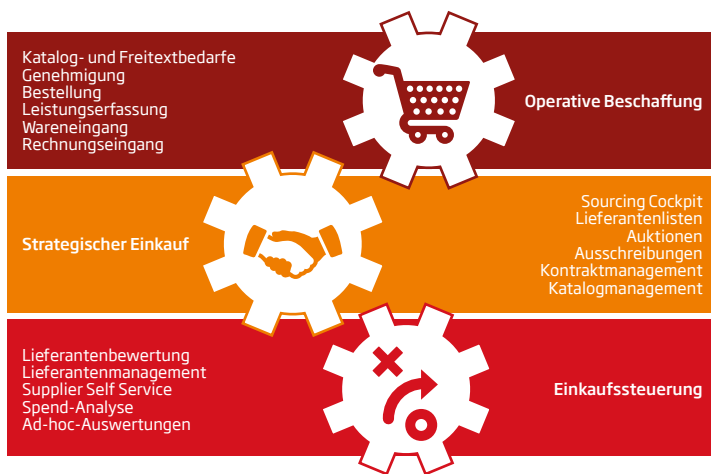 Katalog- und Freitextbedarfe
Genehmigung
Bestellung
Leistungserfassung
Wareneingang
Rechnungseingang
Operative Beschaffung
Strategischer Einkauf
Sourcing Cockpit
Lieferantenlisten
Auktionen
Ausschreibungen
Kontraktmanagement
Katalogmanagement
Lieferantenbewertung
Lieferantenmanagement
Supplier Self Service
Spend-Analyse
Ad-hoc-Auswertungen
Einkaufssteuerung